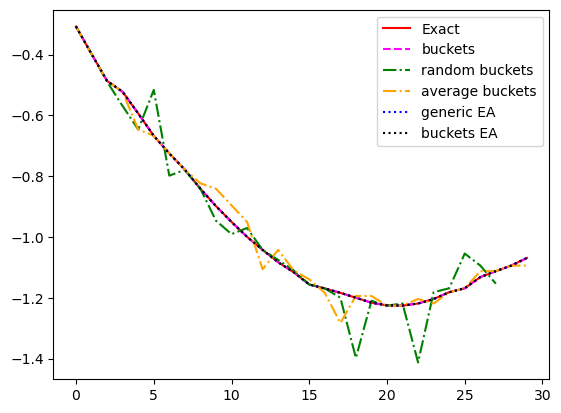 Exact
buckets
random buckets
average buckets
generic EA
buckets EA
−0.4
−0.6
−0.8
−1.0
−1.2
−1.4
0 5 10 15 20 25 30